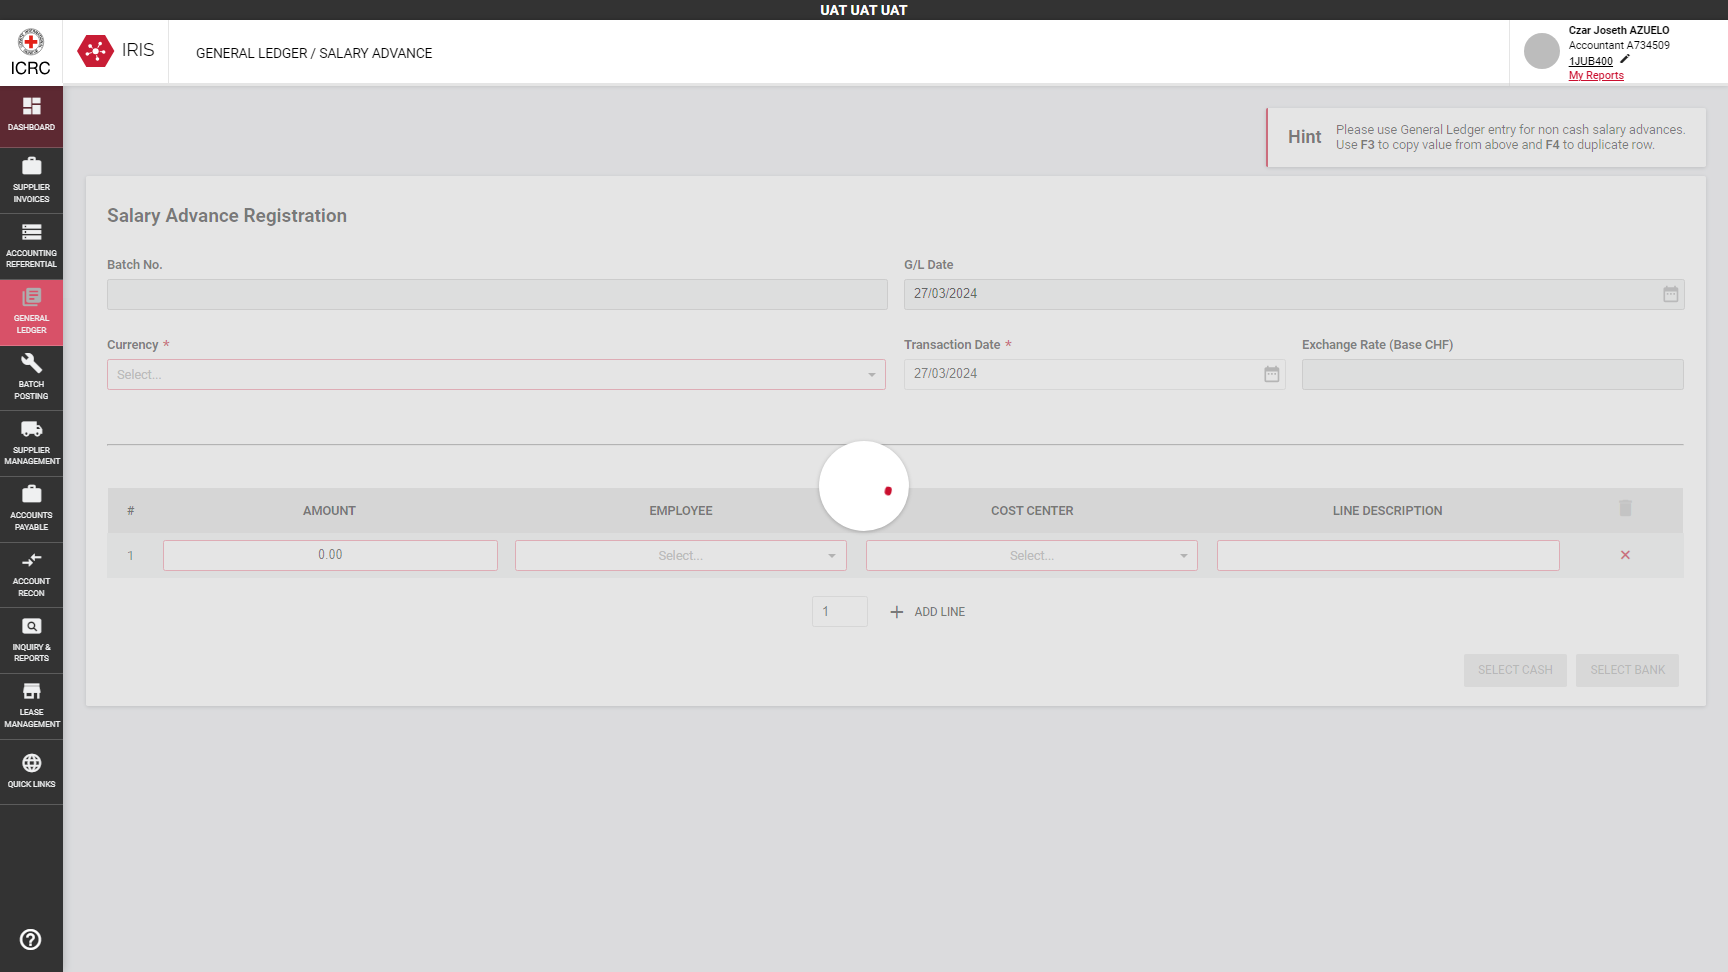 UAT UAT UAT
ICRC
IRIS
GENERAL LEDGER / SALARY ADVANCE
Czar Joseth AZUELO
Accountant A734509
1JUB400
My Reports
DASHBOARD
SUPPLIER
INVOICES
ACCOUNTING
REFERENTIAL
GENERAL
LEDGER
BATCH
POSTING
SUPPLIER
MANAGEMENT
ACCOUNTS
PAYABLE
ACCOUNT
RECON
INQUIRY &
REPORTS
LEASE
MANAGEMENT
QUICK LINKS
Hint
Please use General Ledger entry for non cash salary advances.
Use F3 to copy value from above and F4 to duplicate row.
Salary Advance Registration
Batch No.
G/L Date
27/03/2024
Currency *
Transaction Date *
Exchange Rate (Base CHF)
Select...
27/03/2024
# AMOUNT EMPLOYEE COST CENTER LINE DESCRIPTION
1 0.00 Select... Select...
1 ADD LINE
SELECT CASH SELECT BANK